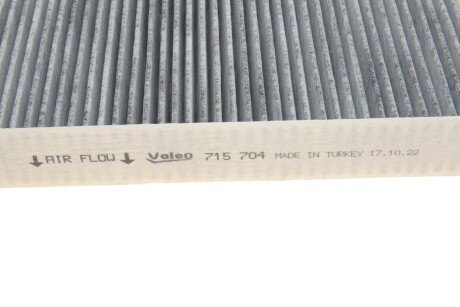 ↓ AIR FLOW ↓ Valeo 715 704 MADE IN TURKEY 17.10.22